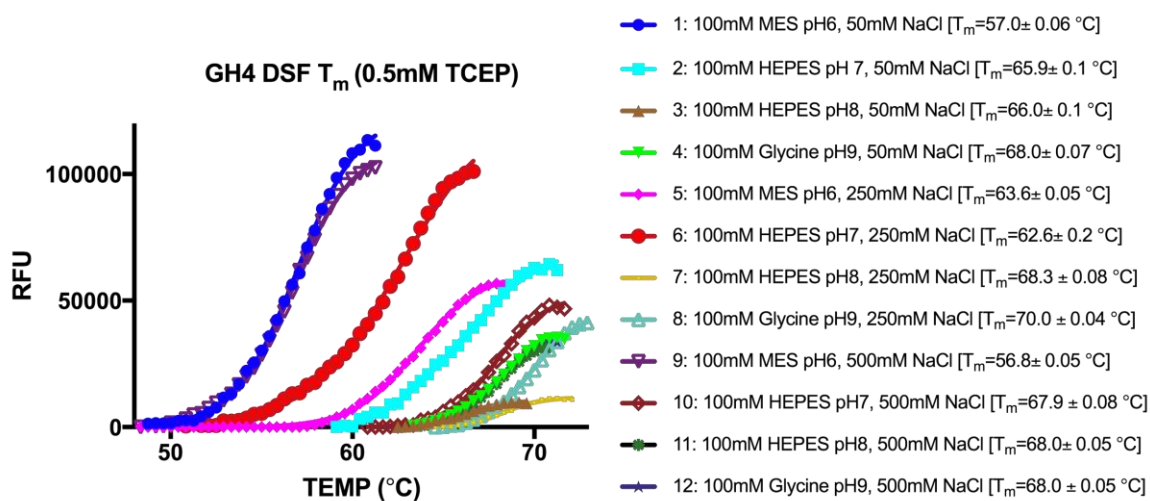 GH4 DSF Tm (0.5mM TCEP)
100000
50000
0
RFU
50 60 70
TEMP (°C)
1: 100mM MES pH6, 50mM NaCl [Tm=57.0± 0.06 °C]
2: 100mM HEPES pH 7, 50mM NaCl [Tm=65.9± 0.1 °C]
3: 100mM HEPES pH8, 50mM NaCl [Tm=66.0± 0.1 °C]
4: 100mM Glycine pH9, 50mM NaCl [Tm=68.0± 0.07 °C]
5: 100mM MES pH6, 250mM NaCl [Tm=63.6± 0.05 °C]
6: 100mM HEPES pH7, 250mM NaCl [Tm=62.6± 0.2 °C]
7: 100mM HEPES pH8, 250mM NaCl [Tm=68.3 ± 0.08 °C]
8: 100mM Glycine pH9, 250mM NaCl [Tm=70.0 ± 0.04 °C]
9: 100mM MES pH6, 500mM NaCl [Tm=56.8± 0.05 °C]
10: 100mM HEPES pH7, 500mM NaCl [Tm=67.9 ± 0.08 °C]
11: 100mM HEPES pH8, 500mM NaCl [Tm=68.0± 0.05 °C]
12: 100mM Glycine pH9, 500mM NaCl [Tm=68.0 ± 0.05 °C]